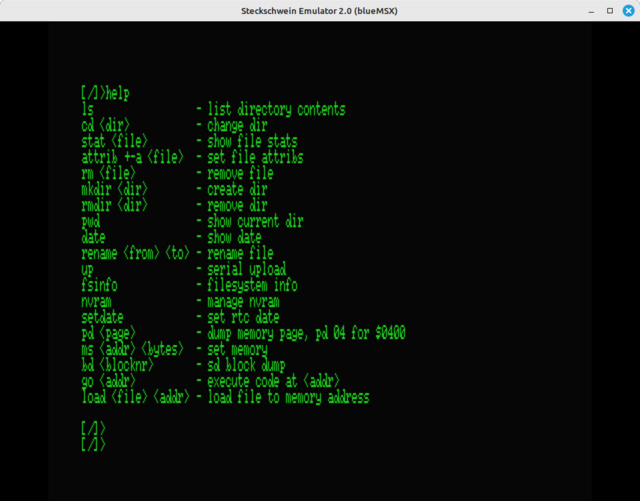 Steckschwein Emulator 2.0 (blueMSX)
[/]>help
ls - list directory contents
cd <dir> - change dir
stat <file> - show file stats
attrib +-a <file> - set file attribs
rm <file> - remove file
mkdir <dir> - create dir
rmdir <dir> - remove dir
pwd - show current dir
date - show date
rename <from> <to> - rename file
up - serial upload
fsinfo - filesystem info
nvram - manage nvram
setdate - set rtc date
pd <page> - dump memory page, pd 04 for $0400
ms <addr> <bytes> - set memory
bd <blocknr> - sd block dump
go <addr> - execute code at <addr>
load <file> <addr> - load file to memory address
[/]>
[/]>